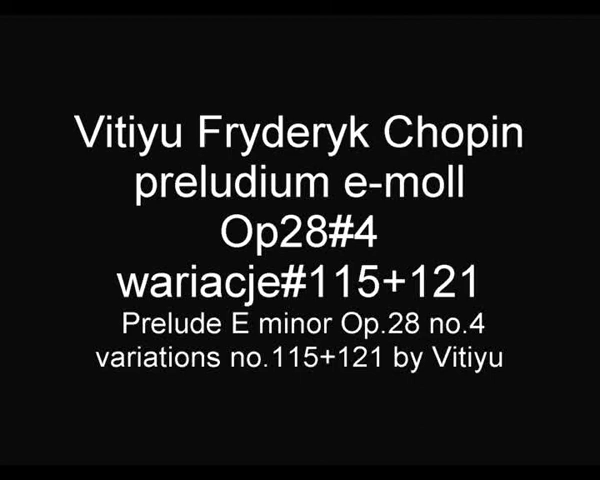 Vitiyu Fryderyk Chopin
preludium e-moll
Op28#4
wariacje#115+121
Prelude E minor Op.28 no.4
variations no.115+121 by Vitiyu